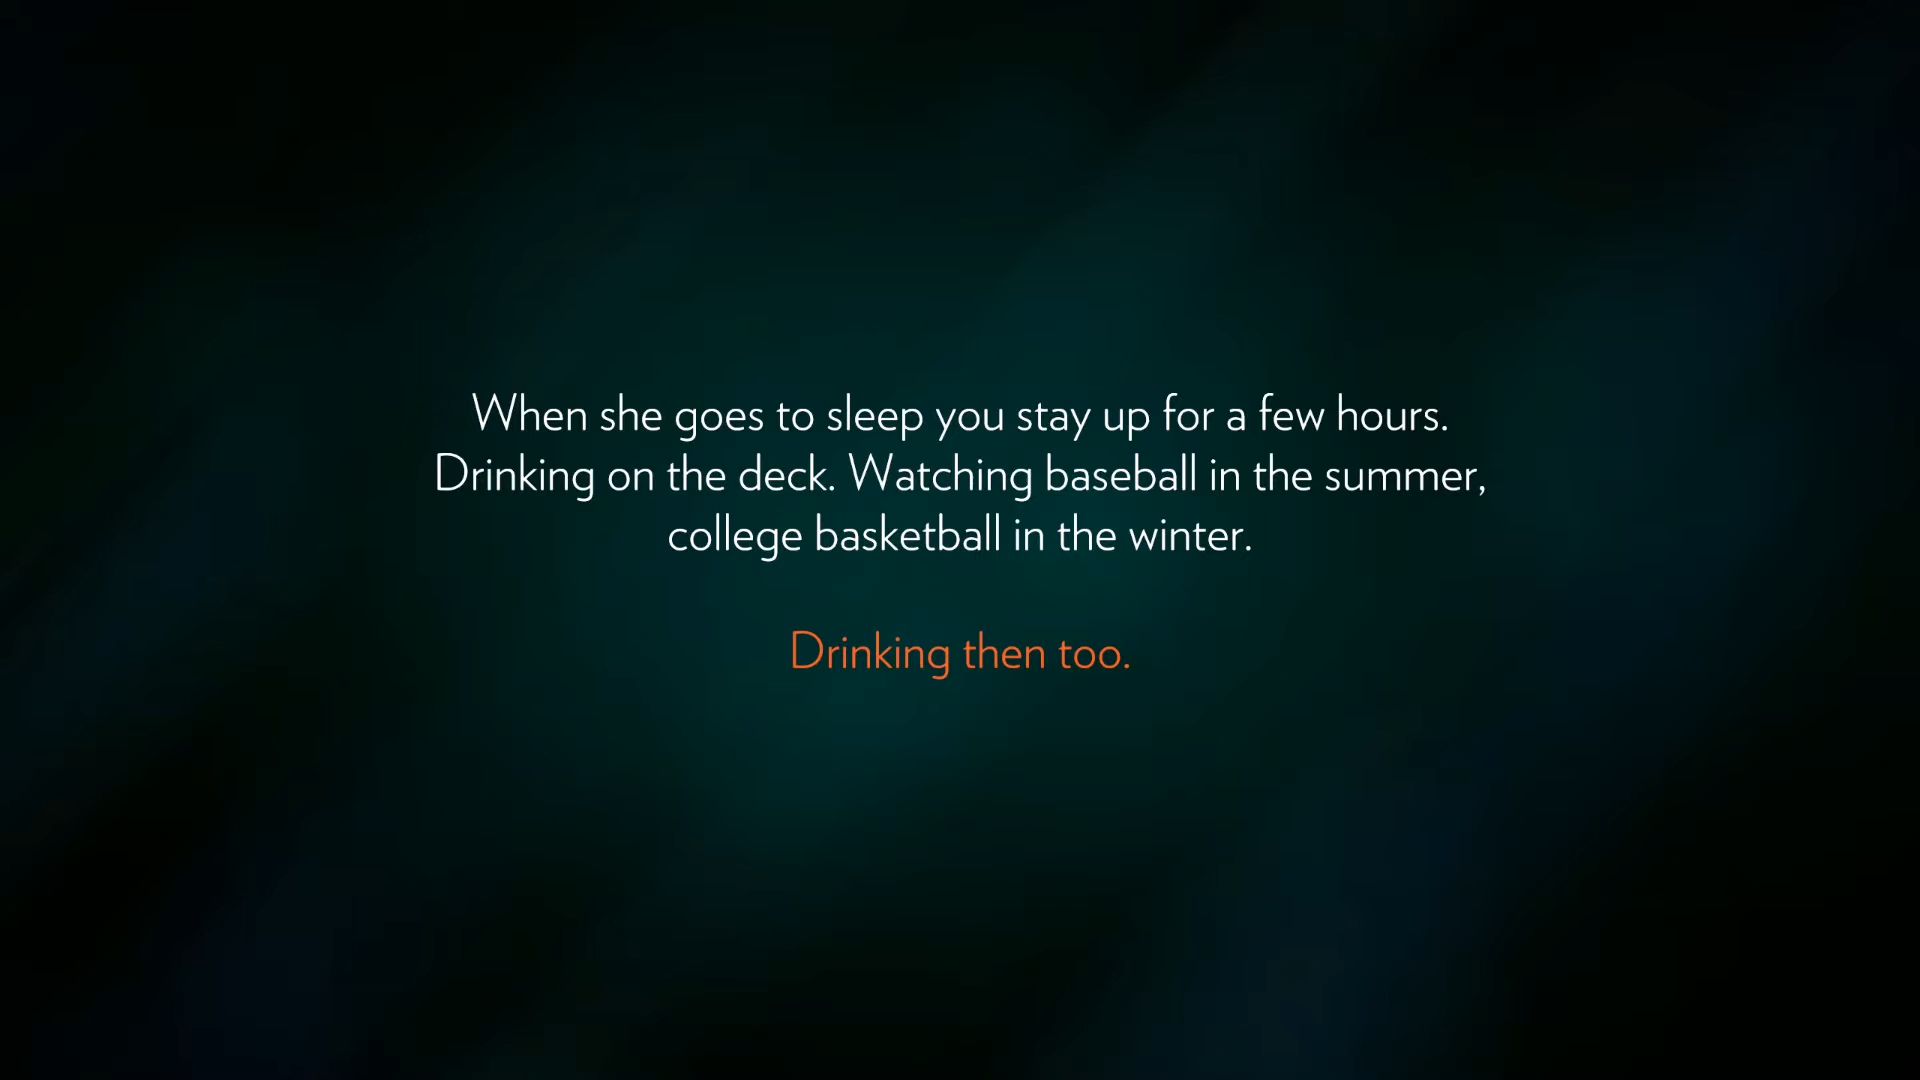 When she goes to sleep you stay up for a few hours.
Drinking on the deck. Watching baseball in the summer,
college basketball in the winter.
Drinking then too.